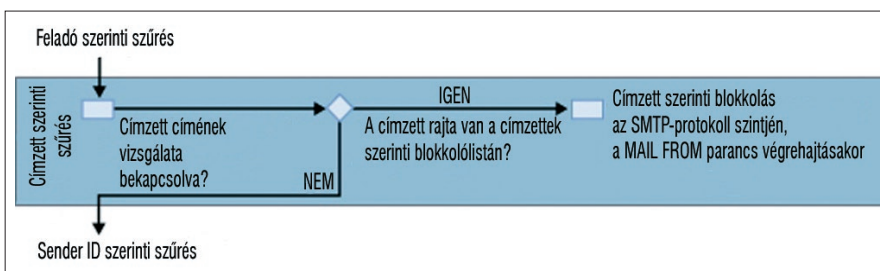 Feladó szerinti szűrés
Címzett szerinti
szűrés
Címzett címének
vizsgálata
bekapcsolva?
IGEN
A címzett rajta van a címzettek
szerinti blokkolólistán?
NEM
Címzett szerinti blokkolás
az SMTP-protokoll szintjén,
a MAIL FROM parancs végrehajtásakor
Sender ID szerinti szűrés